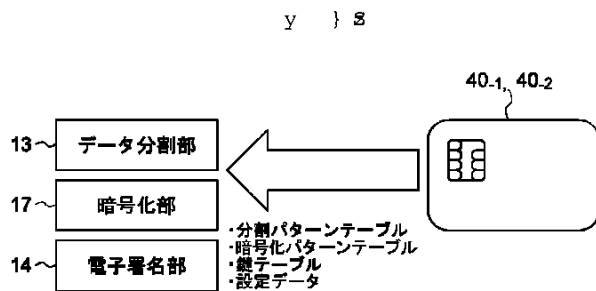 y } s
40-1, 40-2
13 データ分割部
17 暗号化部
14 電子署名部
・分割パターンテーブル
・暗号化パターンテーブル
・鍵テーブル
・設定データ